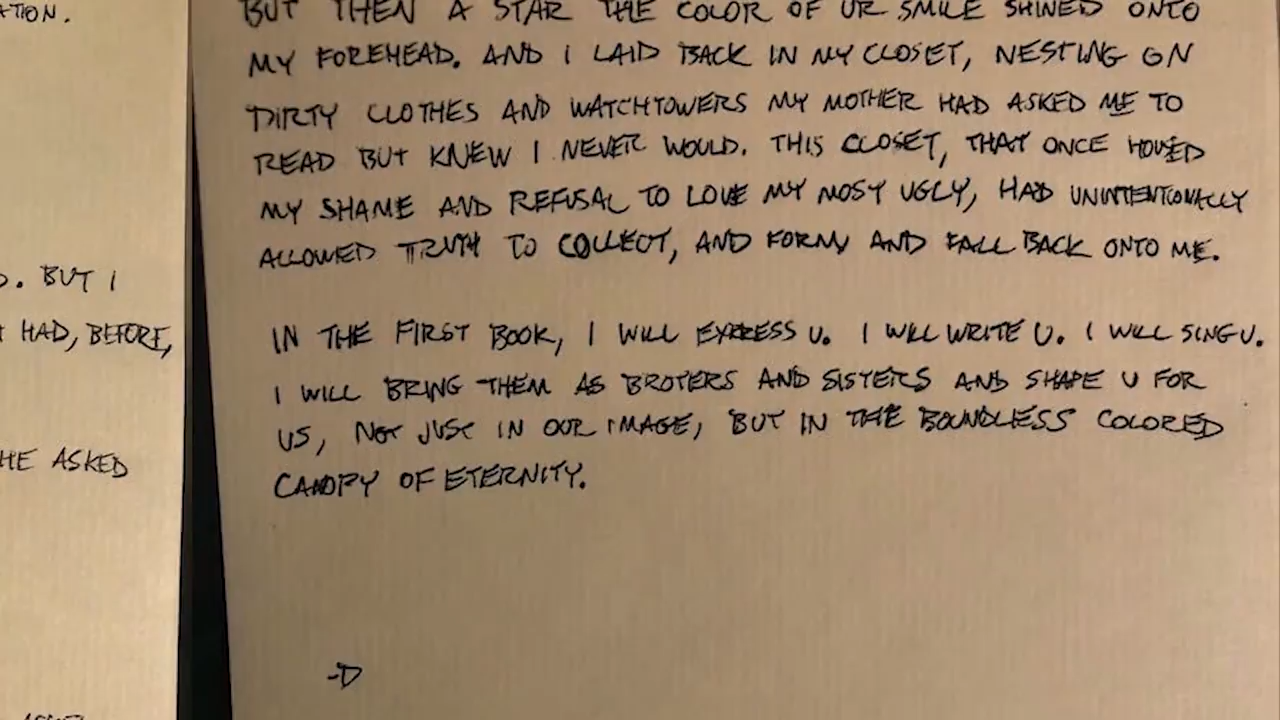 ATION.
D. BUT I
HAD, BEFORE,
HE ASKED
BUT THEN A STAR THE COLOR OF UR SMILE SHINED ONTO
MY FOREHEAD. AND I LAID BACK IN MY CLOSET, NESTING ON
DIRTY CLOTHES AND WATCHTOWERS MY MOTHER HAD ASKED ME TO
READ BUT KNEW I NEVER WOULD. THIS CLOSET, THAT ONCE HOUSED
MY SHAME AND REFUSAL TO LOVE MY MOST UGLY, HAD UNINTENTIONALLY
ALLOWED TRUTH TO COLLECT, AND FORM, AND FALL BACK ONTO ME.
IN THE FIRST BOOK, I WILL EXPRESS U. I WILL WRITE U. I WILL SING U.
I WILL BRING THEM AS BROTERS AND SISTERS AND SHAPE U FOR
US, NOT JUST IN OUR IMAGE, BUT IN THE BOUNDLESS COLORED
CANOPY OF ETERNITY.
-D